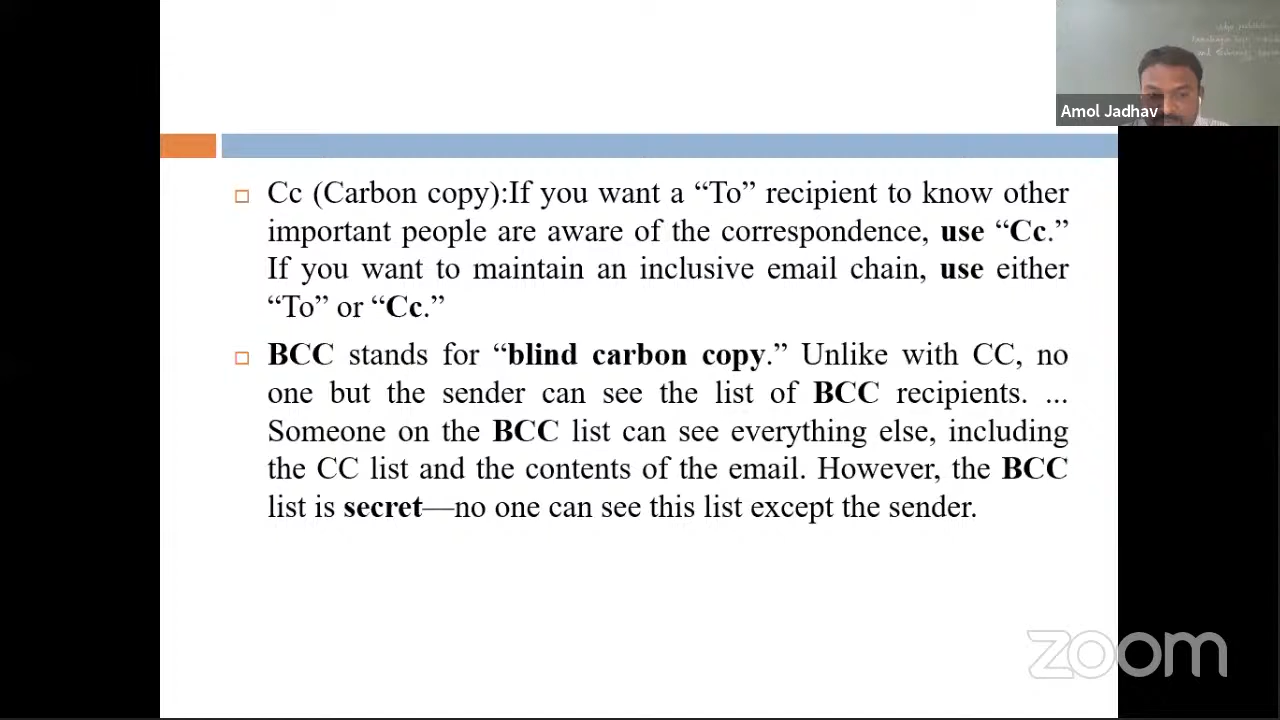 Amol Jadhav
Cc (Carbon copy):If you want a “To” recipient to know other
important people are aware of the correspondence, use “Cc.”
If you want to maintain an inclusive email chain, use either
“To” or “Cc.”
BCC stands for “blind carbon copy.” Unlike with CC, no
one but the sender can see the list of BCC recipients. ...
Someone on the BCC list can see everything else, including
the CC list and the contents of the email. However, the BCC
list is secret—no one can see this list except the sender.
zoom